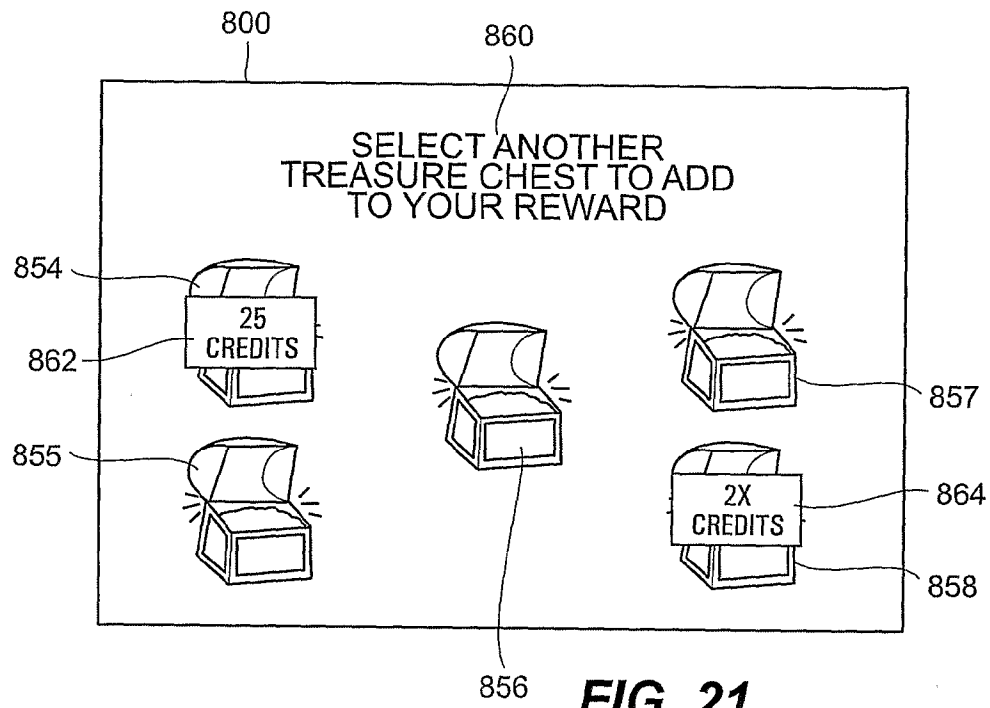 800
860
SELECT ANOTHER
TREASURE CHEST TO ADD
TO YOUR REWARD
854
25
CREDITS
862
857
855
2X
CREDITS
864
858
856
FIG. 21